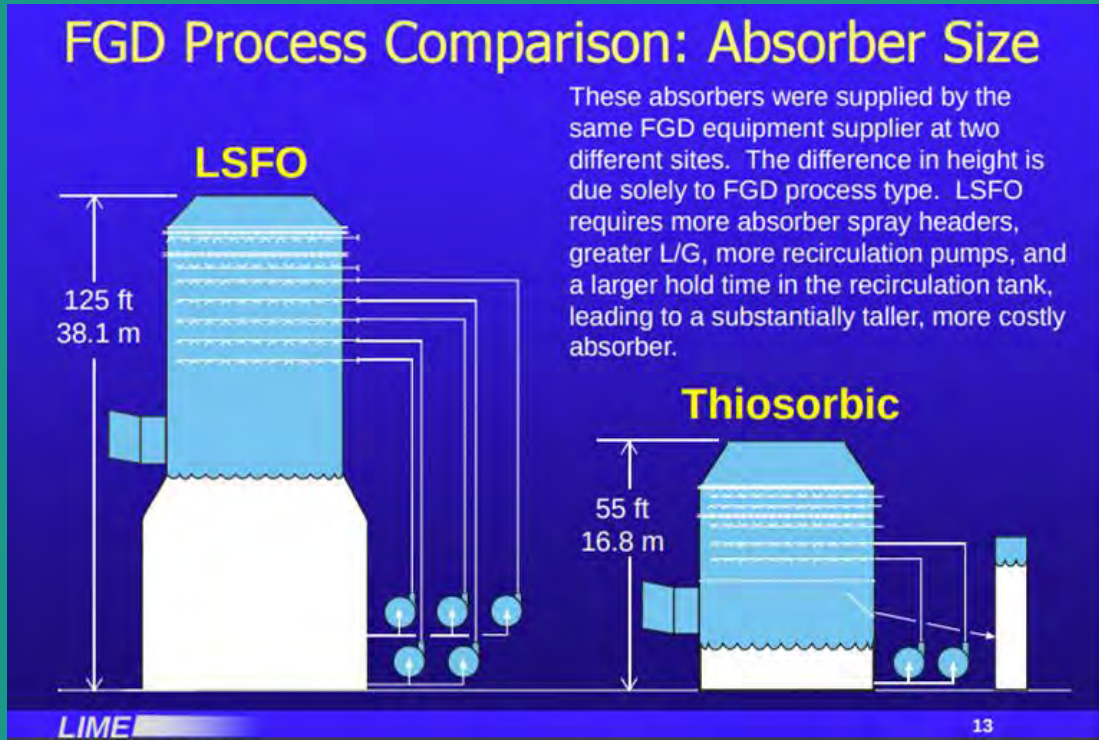 FGD Process Comparison: Absorber Size
These absorbers were supplied by the
same FGD equipment supplier at two
different sites. The difference in height is
due solely to FGD process type. LSFO
requires more absorber spray headers,
greater L/G, more recirculation pumps, and
a larger hold time in the recirculation tank,
leading to a substantially taller, more costly
absorber.
LSFO
125 ft
38.1 m
Thiosorbic
55 ft
16.8 m
LIME
13